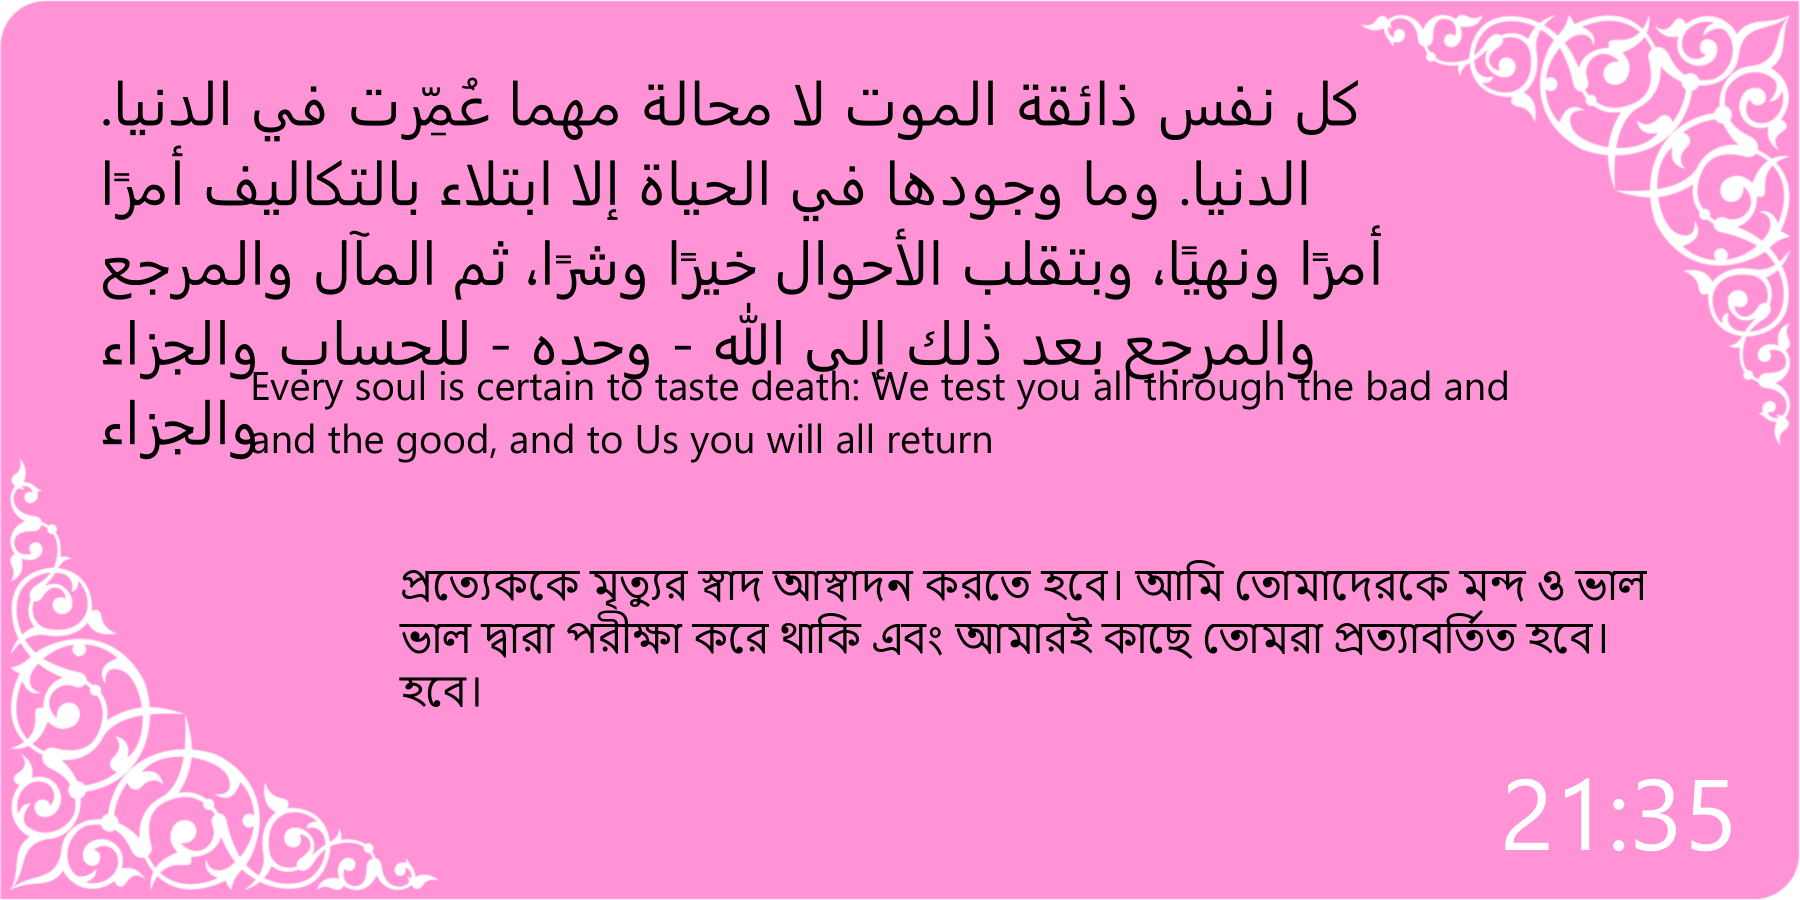 كل نفس ذائقة الموت لا محالة مهما عُمِّرت في الدنيا.
الدنيا. وما وجودها في الحياة إلا ابتلاء بالتكاليف أمرًا
أمرًا ونهيًا، وبتقلب الأحوال خيرًا وشرًا، ثم المآل والمرجع
والمرجع بعد ذلك إلى الله - وحده - للحساب والجزاء
والجزاء
Every soul is certain to taste death: We test you all through the bad and
and the good, and to Us you will all return
প্রত্যেককে মৃত্যুর স্বাদ আস্বাদন করতে হবে। আমি তোমাদেরকে মন্দ ও ভাল
ভাল দ্বারা পরীক্ষা করে থাকি এবং আমারই কাছে তোমরা প্রত্যাবর্তিত হবে।
হবে।
21:35